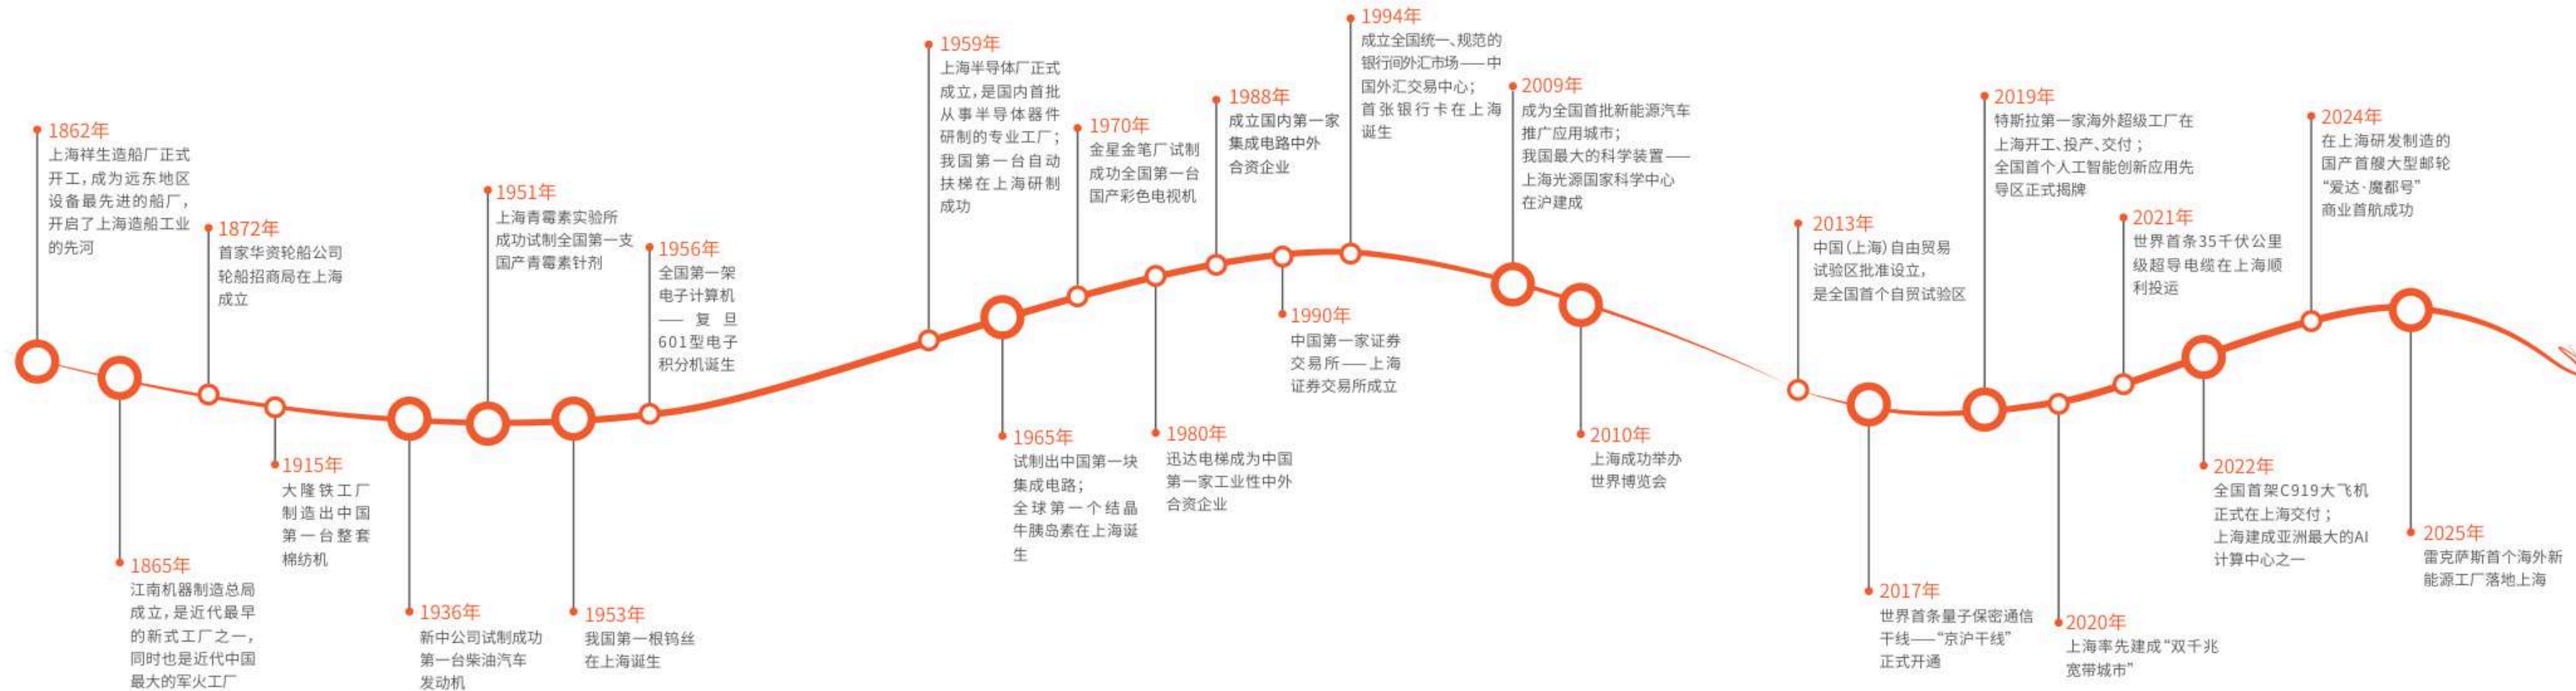 1862年
上海祥生造船厂正式
开工，成为远东地区
设备最先进的船厂，
开启了上海造船工业
的先河
1865年
江南机器制造总局
成立，是近代最早
的新式工厂之一，
同时也是近代中国
最大的军火工厂
1872年
首家华资轮船公司
轮船招商局在上海
成立
1915年
大隆铁工厂
制造出中国
第一台整套
棉纺机
1936年
新中公司试制成功
第一台柴油汽车
发动机
1951年
上海青霉素实验所
成功试制全国第一支
国产青霉素针剂
1953年
我国第一根钨丝
在上海诞生
1956年
全国第一架
电子计算机
——复旦
601型电子
积分机诞生
1959年
上海半导体厂正式
成立，是国内首批
从事半导体器件
研制的专业工厂；
我国第一台自动
扶梯在上海研制
成功
1965年
试制出中国第一块
集成电路；
全球第一个结晶
牛胰岛素在上海诞
生
1970年
金星金笔厂试制
成功全国第一台
国产彩色电视机
1980年
迅达电梯成为中国
第一家工业性中外
合资企业
1988年
成立国内第一家
集成电路中外
合资企业
1990年
中国第一家证券
交易所——上海
证券交易所成立
1994年
成立全国统一、规范的
银行间外汇市场——中
国外汇交易中心；
首张银行卡在上海
诞生
2009年
成为全国首批新能源汽车
推广应用城市；
我国最大的科学装置——
上海光源国家科学中心
在沪建成
2010年
上海成功举办
世界博览会
2013年
中国（上海）自由贸易
试验区批准设立，
是全国首个自贸试验区
2017年
世界首条量子保密通信
干线——“京沪干线”
正式开通
2019年
特斯拉第一家海外超级工厂在
上海开工、投产、交付；
全国首个人工智能创新应用先
导区正式揭牌
2020年
上海率先建成“双千兆
宽带城市”
2021年
世界首条35千伏公里
级超导电缆在上海顺
利投运
2022年
全国首架C919大飞机
正式在上海交付；
上海建成亚洲最大的AI
计算中心之一
2024年
在上海研发制造的
国产首艘大型邮轮
“爱达·魔都号”
商业首航成功
2025年
雷克萨斯首个海外新
能源工厂落地上海